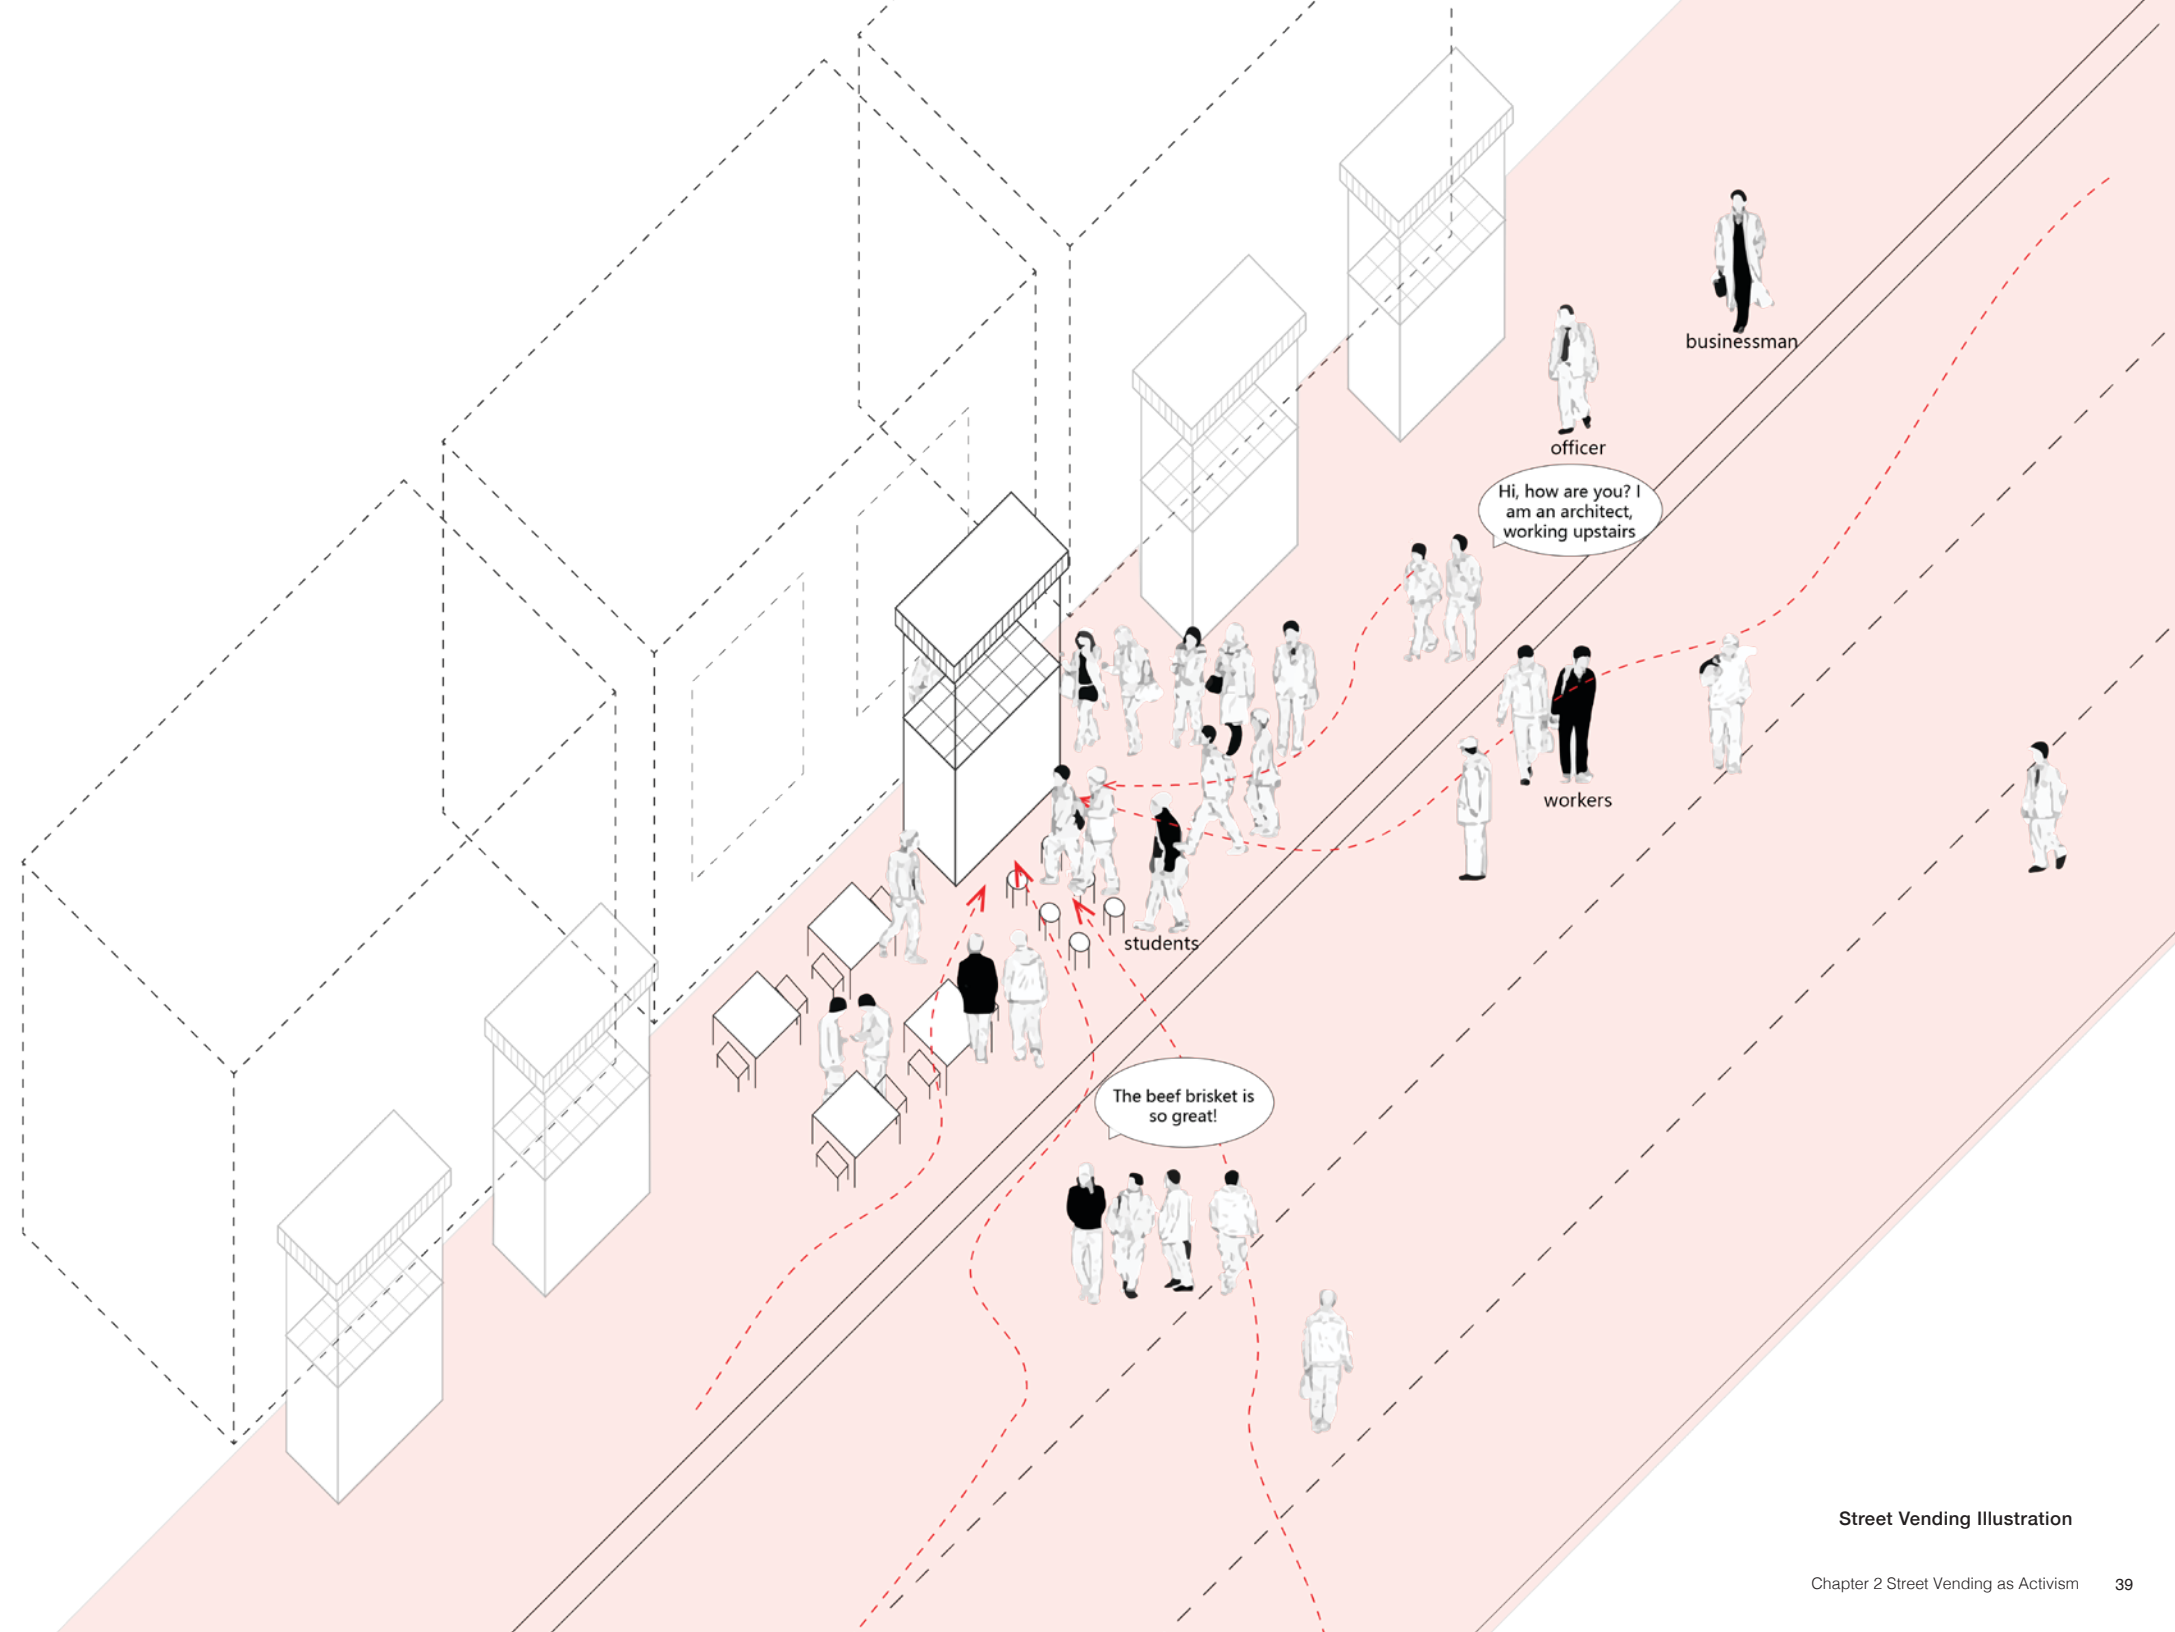 businessman
officer
Hi, how are you? I
am an architect,
working upstairs
workers
students
The beef brisket is
so great!
Street Vending Illustration
Chapter 2 Street Vending as Activism 39